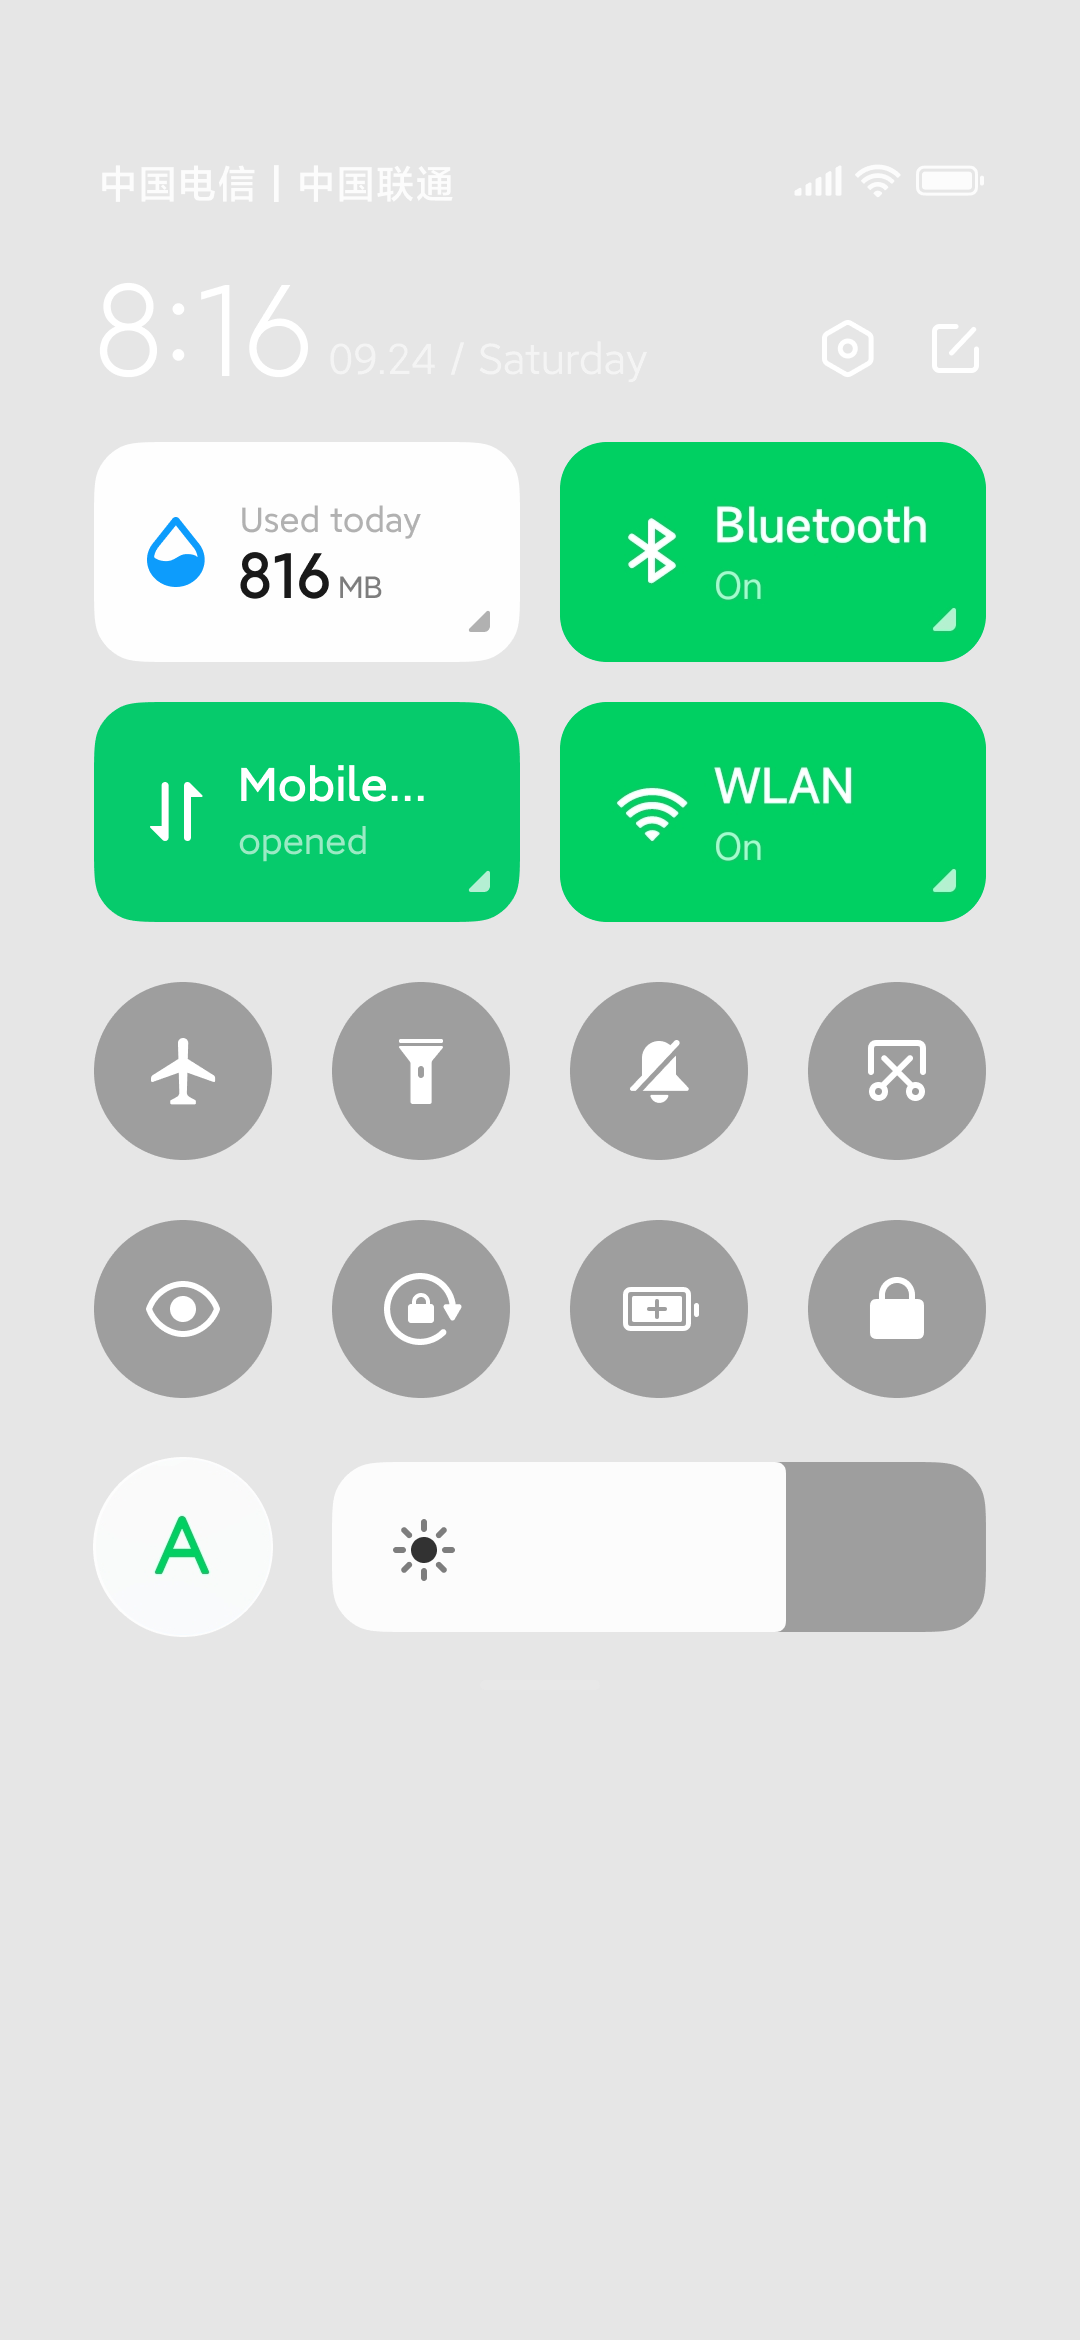 中国电信 | 中国联通
8:16 09.24 / Saturday
Used today
816 MB
Bluetooth
On
Mobile...
opened
WLAN
On
A